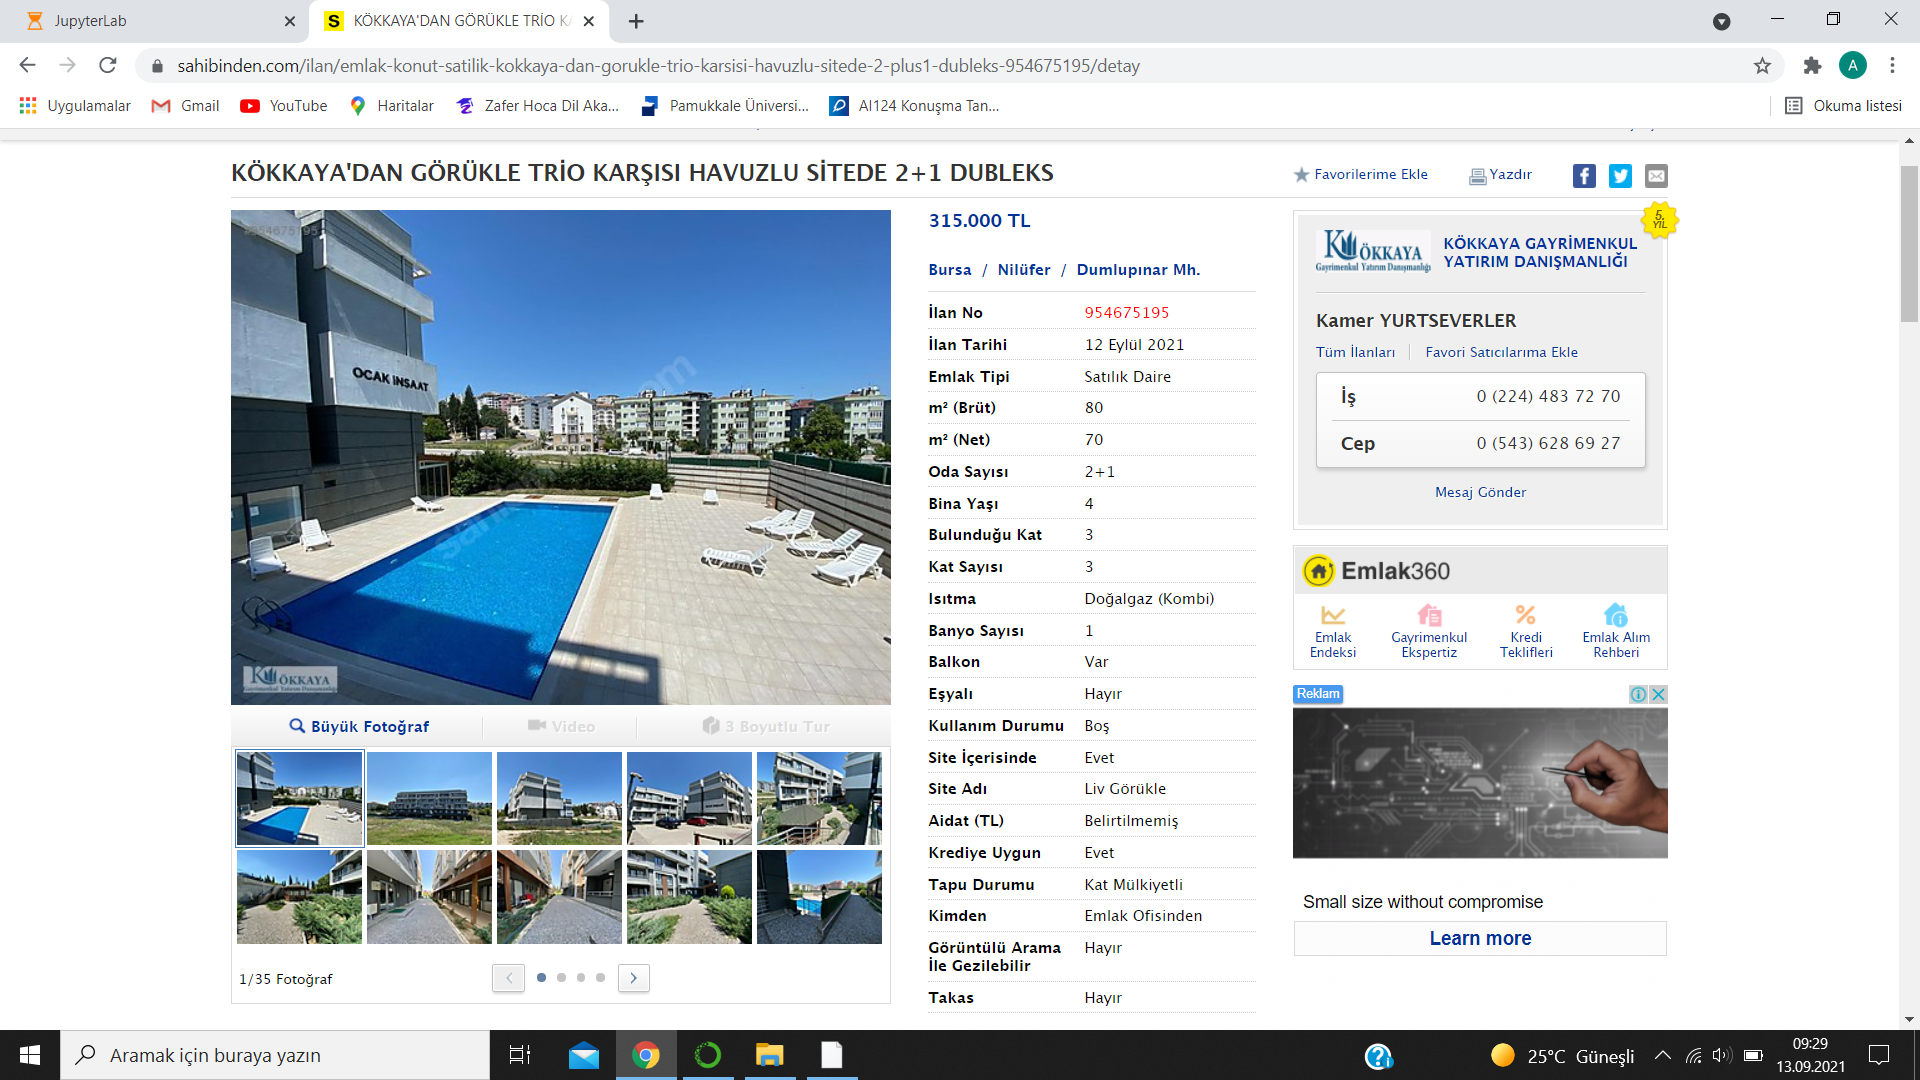 JupyterLab
KÖKKAYA'DAN GÖRÜKLE TRİO KA
sahibinden.com/ilan/emlak-konut-satilik-kokkaya-dan-gorukle-trio-karsisi-havuzlu-sitede-2-plus1-dubleks-954675195/detay
A
Uygulamalar
Gmail
YouTube
Haritalar
Zafer Hoca Dil Aka...
Pamukkale Üniversi...
AI124 Konuşma Tan...
Okuma listesi
KÖKKAYA'DAN GÖRÜKLE TRİO KARŞISI HAVUZLU SİTEDE 2+1 DUBLEKS
Favorilerime Ekle
Yazdır
OCAK INSAAT
KÖKKAYA
Gayrimenkul Yatırım Danışmanlığı
Büyük Fotoğraf
Video
3 Boyutlu Tur
1/35 Fotoğraf
315.000 TL
Bursa / Nilüfer / Dumlupınar Mh.
İlan No 954675195
İlan Tarihi 12 Eylül 2021
Emlak Tipi Satılık Daire
m² (Brüt) 80
m² (Net) 70
Oda Sayısı 2+1
Bina Yaşı 4
Bulunduğu Kat 3
Kat Sayısı 3
Isıtma Doğalgaz (Kombi)
Banyo Sayısı 1
Balkon Var
Eşyalı Hayır
Kullanım Durumu Boş
Site İçerisinde Evet
Site Adı Liv Görükle
Aidat (TL) Belirtilmemiş
Krediye Uygun Evet
Tapu Durumu Kat Mülkiyetli
Kimden Emlak Ofisinden
Görüntülü Arama Hayır
İle Gezilebilir
Takas Hayır
5.
YIL
KÖKKAYA
Gayrimenkul Yatırım Danışmanlığı
KÖKKAYA GAYRİMENKUL
YATIRIM DANIŞMANLIĞI
Kamer YURTSEVERLER
Tüm İlanları
Favori Satıcılarıma Ekle
İş 0 (224) 483 72 70
Cep 0 (543) 628 69 27
Mesaj Gönder
Emlak360
Emlak
Endeksi
Gayrimenkul
Ekspertiz
Kredi
Teklifleri
Emlak Alım
Rehberi
Reklam
Small size without compromise
Learn more
Aramak için buraya yazın
25°C Güneşli
09:29
13.09.2021